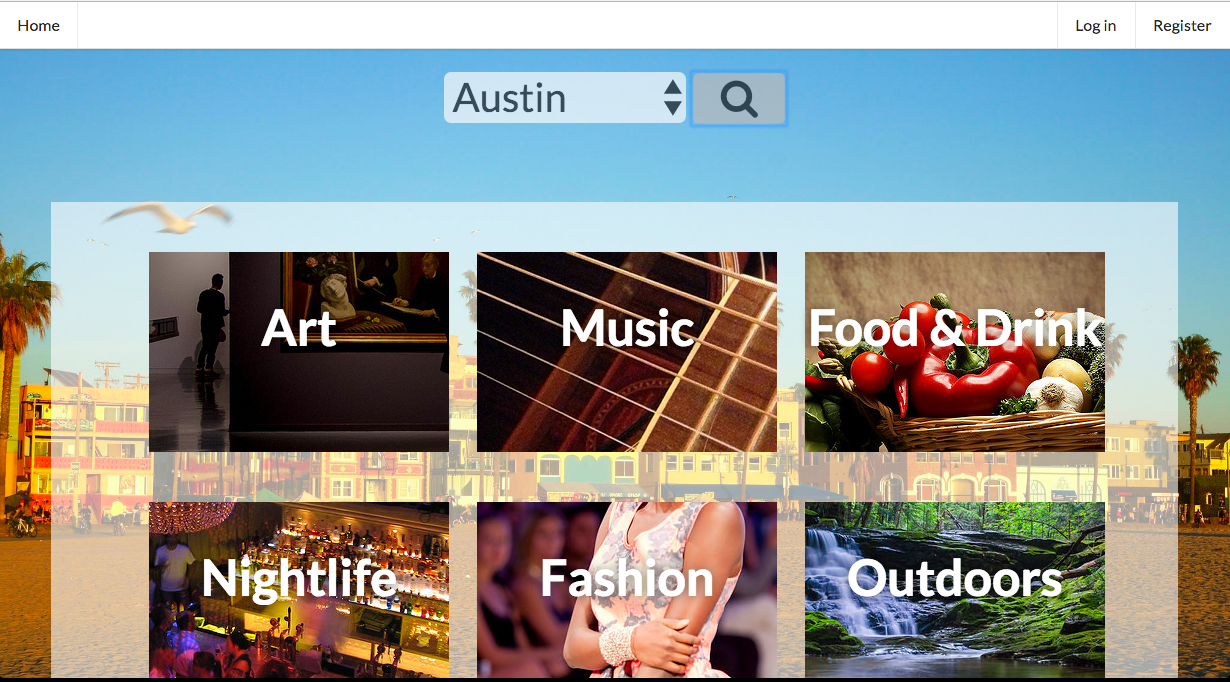 Home
Log in
Register
Austin
Art
Music
Food & Drink
Nightlife
Fashion
Outdoors